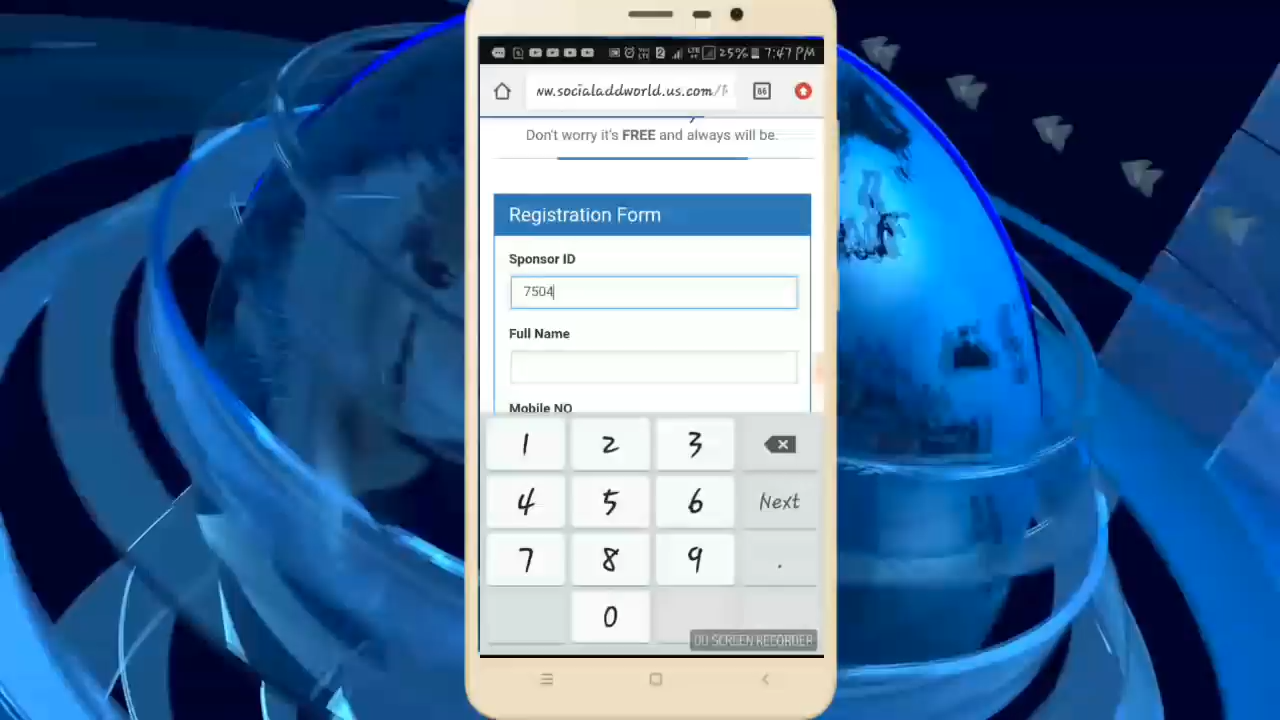 25% 7:47 PM
ww.socialaddworld.us.com/
66
Don't worry it's FREE and always will be.
Registration Form
Sponsor ID
7504
Full Name
Mobile NO
1 2 3
4 5 6 Next
7 8 9 .
0
DU SCREEN RECORDER